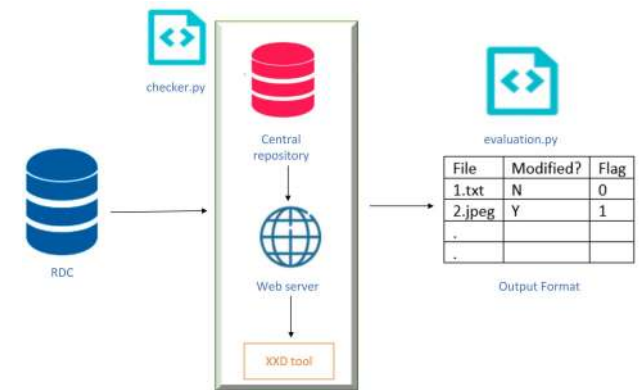 checker.py
Central
repository
Web server
XXD tool
RDC
evaluation.py
File Modified? Flag
1.txt N 0
2.jpeg Y 1
.
.
Output Format